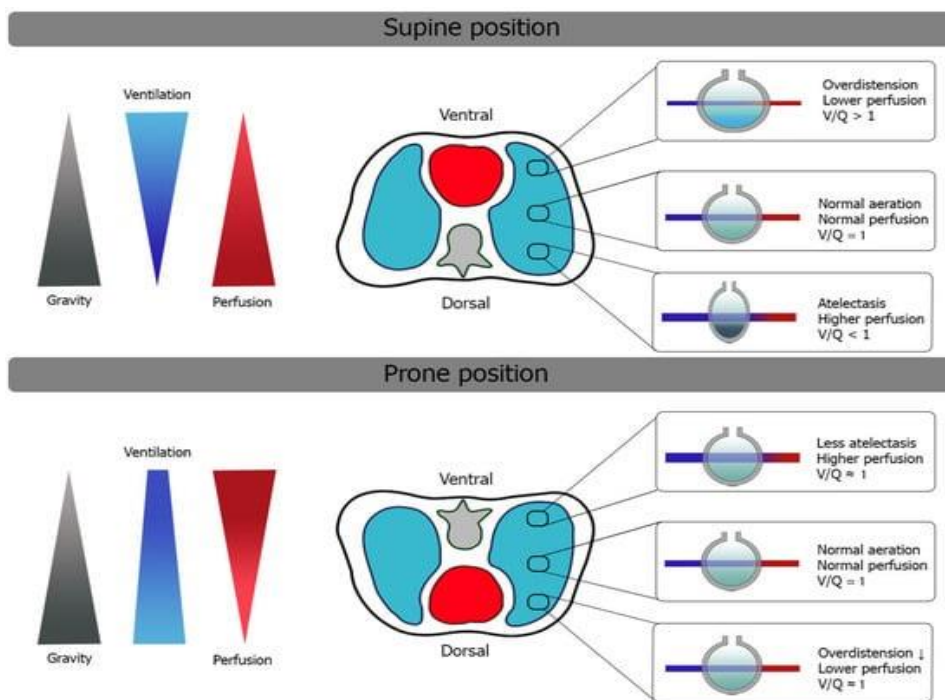 Supine position
Ventilation
Gravity
Perfusion
Ventral
Dorsal
Overdistension
Lower perfusion
V/Q > 1
Normal aeration
Normal perfusion
V/Q = 1
Atelectasis
Higher perfusion
V/Q < 1
Prone position
Ventilation
Gravity
Perfusion
Ventral
Dorsal
Less atelectasis
Higher perfusion
V/Q ≈ 1
Normal aeration
Normal perfusion
V/Q = 1
Overdistension ↓
Lower perfusion
V/Q ≈ 1